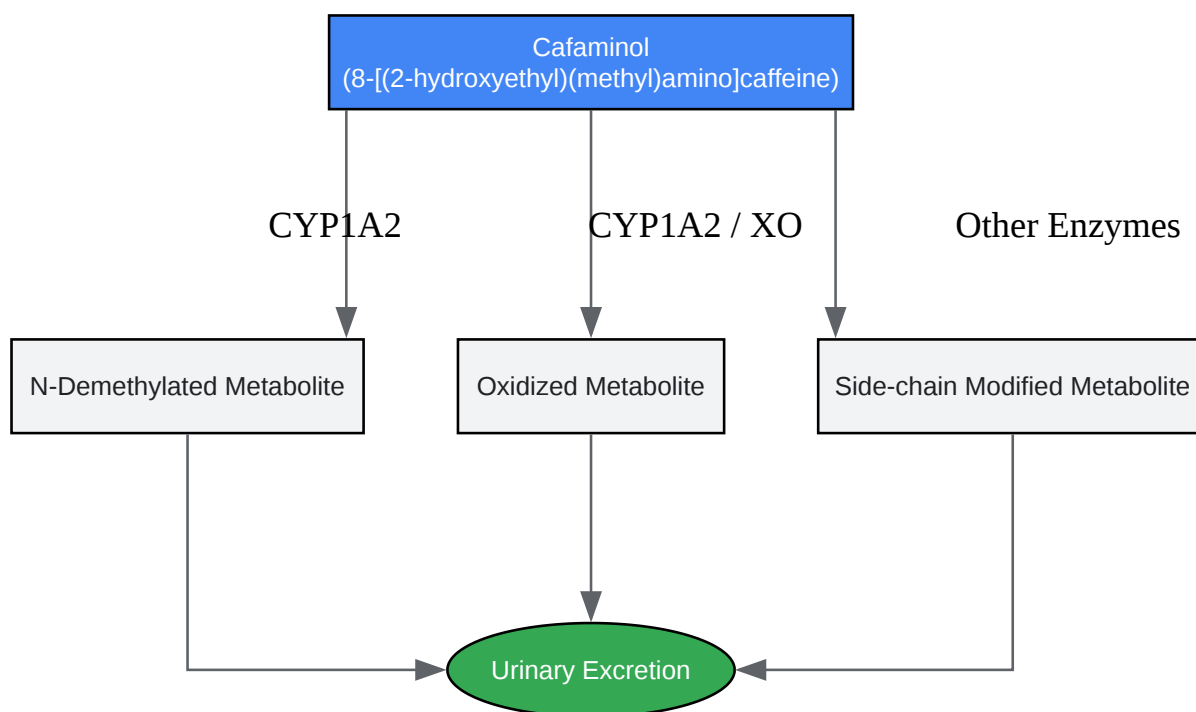 Cafaminol
(8-[(2-hydroxyethyl)(methyl)amino]caffeine)
CYP1A2
CYP1A2 / XO
Other Enzymes
N-Demethylated Metabolite
Oxidized Metabolite
Side-chain Modified Metabolite
Urinary Excretion